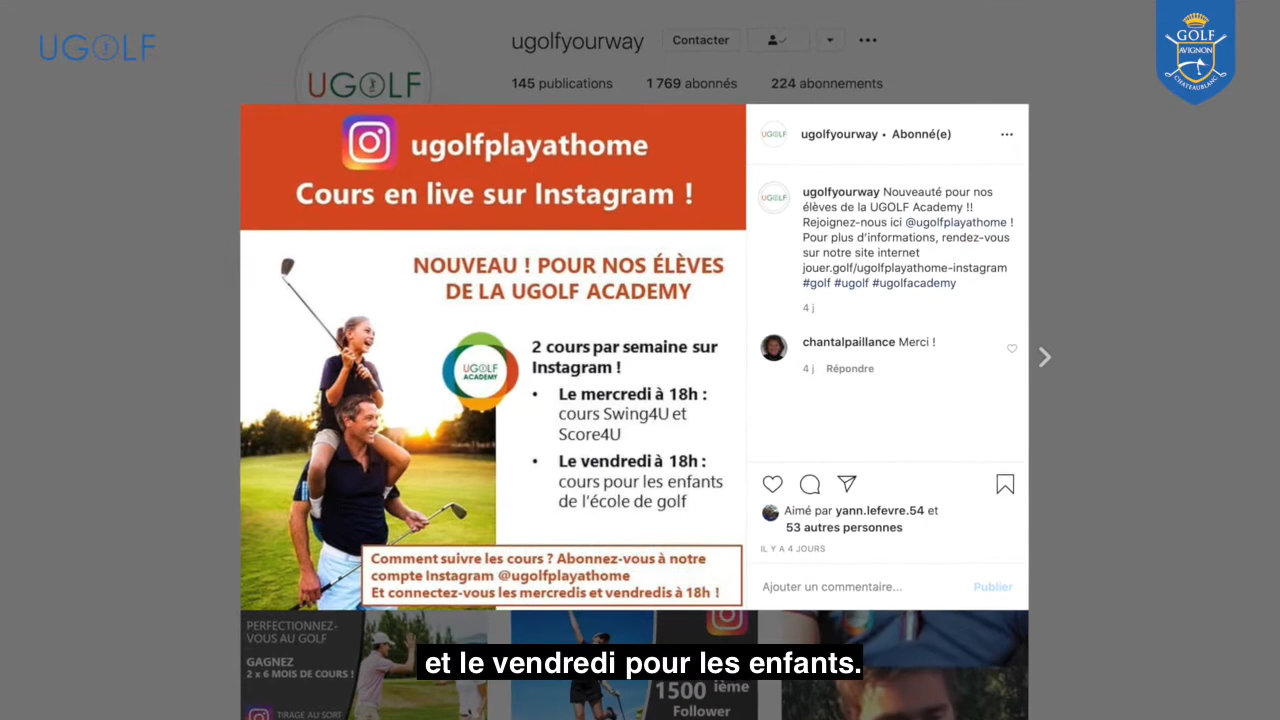 UGOLF
ugolfyourway Contacter
145 publications 1 769 abonnés 224 abonnements
UGOLF
GOLF
AVIGNON
CHATEAUBLANC
ugolfplayathome
Cours en live sur Instagram !
NOUVEAU ! POUR NOS ÉLÈVES
DE LA UGOLF ACADEMY
UGOLF
ACADEMY
2 cours par semaine sur
Instagram !
• Le mercredi à 18h :
cours Swing4U et
Score4U
• Le vendredi à 18h :
cours pour les enfants
de l'école de golf
Comment suivre les cours ? Abonnez-vous à notre
compte Instagram @ugolfplayathome
Et connectez-vous les mercredis et vendredis à 18h !
UGOLF
ugolfyourway • Abonné(e)
UGOLF
ugolfyourway Nouveauté pour nos
élèves de la UGOLF Academy !!
Rejoignez-nous ici @ugolfplayathome !
Pour plus d'informations, rendez-vous
sur notre site internet
jouer.golf/ugolfplayathome-instagram
#golf #ugolf #ugolfacademy
4 j
chantalpaillance Merci !
4 j Répondre
Aimé par yann.lefevre.54 et
53 autres personnes
IL Y A 4 JOURS
Ajouter un commentaire... Publier
PERFECTIONNEZ-
VOUS AU GOLF
GAGNEZ
2 x 6 MOIS DE COURS !
TIRAGE AU SORT
1500 ième
Follower
et le vendredi pour les enfants.